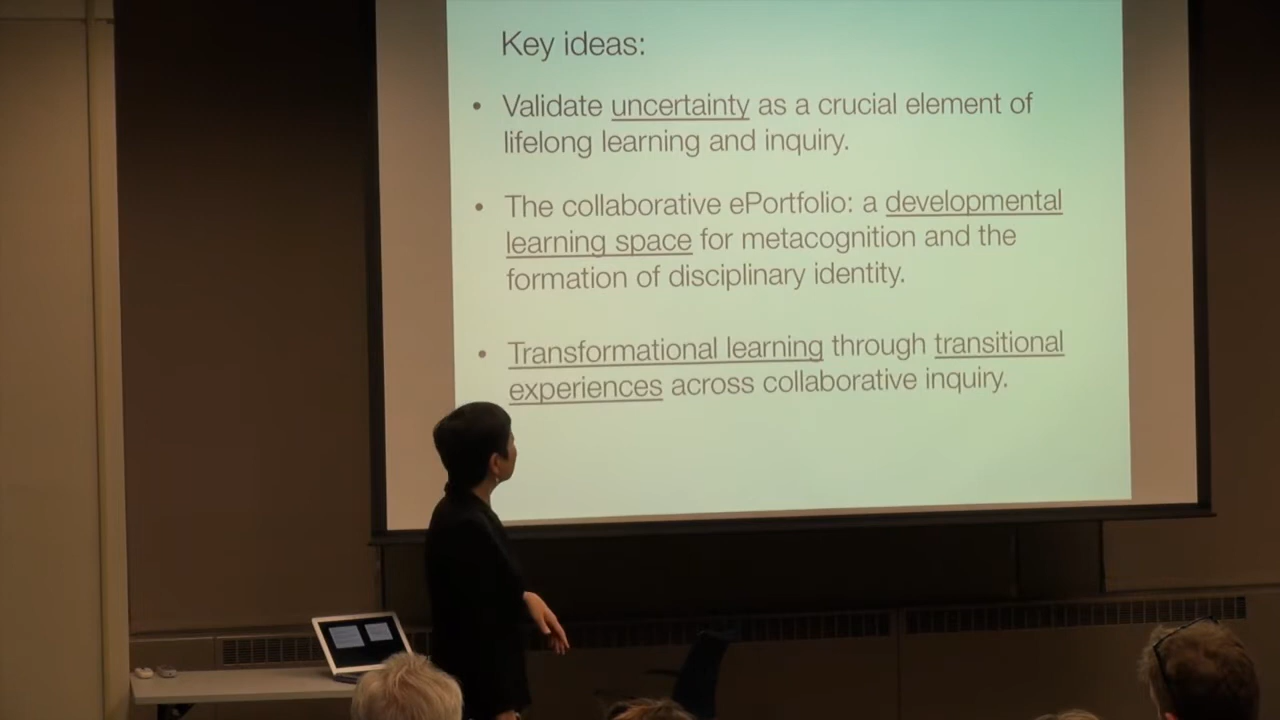 Key ideas:
• Validate uncertainty as a crucial element of
lifelong learning and inquiry.
• The collaborative ePortfolio: a developmental
learning space for metacognition and the
formation of disciplinary identity.
• Transformational learning through transitional
experiences across collaborative inquiry.